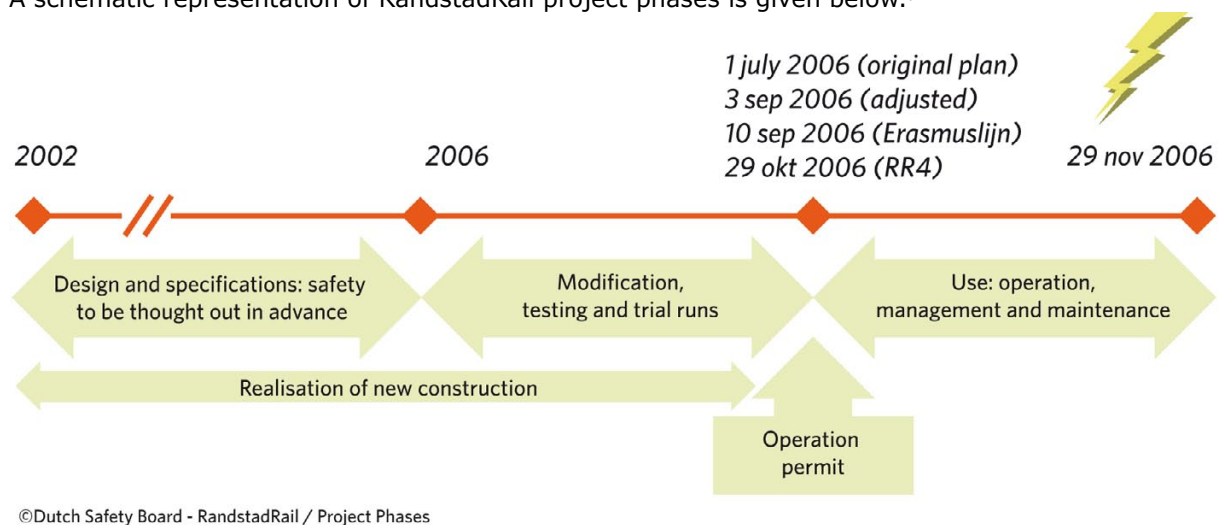 A schematic representation of RandstadRail project phases is given below.
1 july 2006 (original plan)
3 sep 2006 (adjusted)
10 sep 2006 (Erasmuslijn)
29 okt 2006 (RR4)
2002
2006
29 nov 2006
Design and specifications: safety
to be thought out in advance
Modification,
testing and trial runs
Use: operation,
management and maintenance
Realisation of new construction
Operation
permit
©Dutch Safety Board - RandstadRail / Project Phases